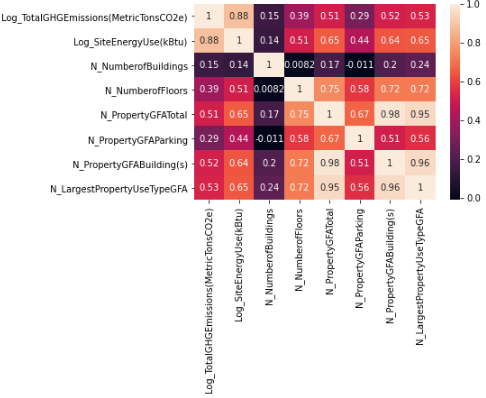 Log_TotalGHGEmissions(MetricTonsCO2e) 1 0.88 0.15 0.39 0.51 0.29 0.52 0.53
Log_SiteEnergyUse(kBtu) 0.88 1 0.14 0.51 0.65 0.44 0.64 0.65
N_NumberofBuildings 0.15 0.14 1 0.0082 0.17 -0.011 0.2 0.24
N_NumberofFloors 0.39 0.51 0.0082 1 0.75 0.58 0.72 0.72
N_PropertyGFATotal 0.51 0.65 0.17 0.75 1 0.67 0.98 0.95
N_PropertyGFAParking 0.29 0.44 -0.011 0.58 0.67 1 0.51 0.56
N_PropertyGFABuilding(s) 0.52 0.64 0.2 0.72 0.98 0.51 1 0.96
N_LargestPropertyUseTypeGFA 0.53 0.65 0.24 0.72 0.95 0.56 0.96 1
Log_TotalGHGEmissions(MetricTonsCO2e)
Log_SiteEnergyUse(kBtu)
N_NumberofBuildings
N_NumberofFloors
N_PropertyGFATotal
N_PropertyGFAParking
N_PropertyGFABuilding(s)
N_LargestPropertyUseTypeGFA
1.0
0.8
0.6
0.4
0.2
0.0